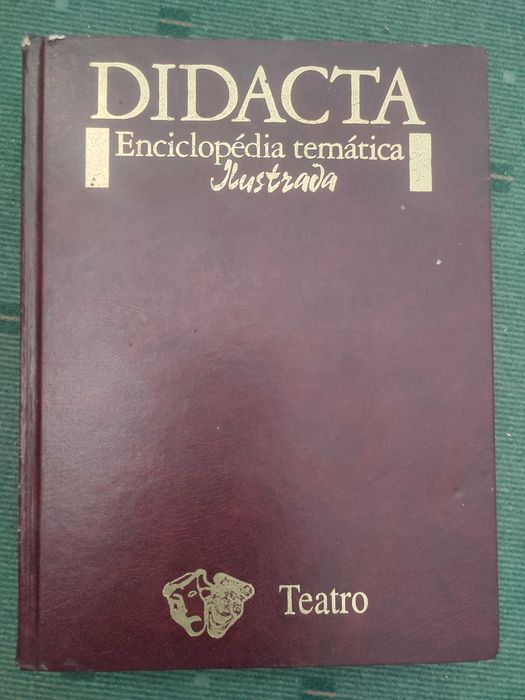 DIDACTA
Enciclopédia temática
Ilustrada
Teatro